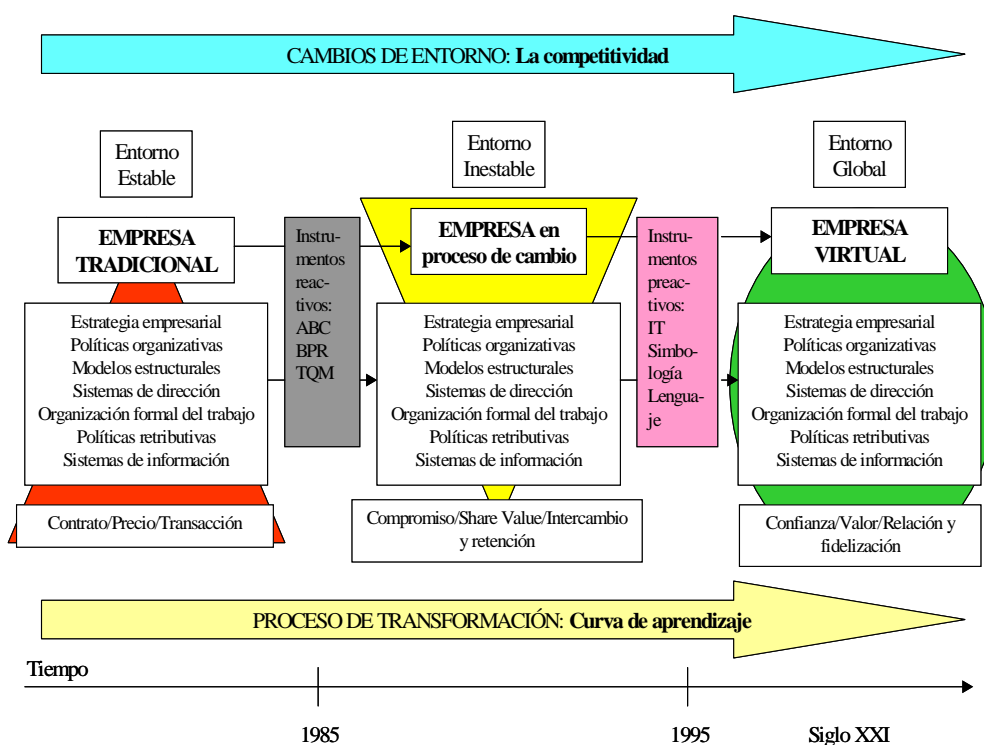 CAMBIOS DE ENTORNO: La competitividad
Entorno
Estable
Entorno
Inestable
Entorno
Global
EMPRESA
TRADICIONAL
Instru-
mentos
reac-
tivos:
ABC
BPR
TQM
EMPRESA en
proceso de cambio
Instru-
mentos
preac-
tivos:
IT
Simbo-
logía
Lengua-
je
EMPRESA
VIRTUAL
Estrategia empresarial
Políticas organizativas
Modelos estructurales
Sistemas de dirección
Organización formal del trabajo
Políticas retributivas
Sistemas de información
Estrategia empresarial
Políticas organizativas
Modelos estructurales
Sistemas de dirección
Organización formal del trabajo
Políticas retributivas
Sistemas de información
Estrategia empresarial
Políticas organizativas
Modelos estructurales
Sistemas de dirección
Organización formal del trabajo
Políticas retributivas
Sistemas de información
Contrato/Precio/Transacción
Compromiso/Share Value/Intercambio
y retención
Confianza/Valor/Relación y
fidelización
PROCESO DE TRANSFORMACIÓN: Curva de aprendizaje
Tiempo
1985
1995
Siglo XXI